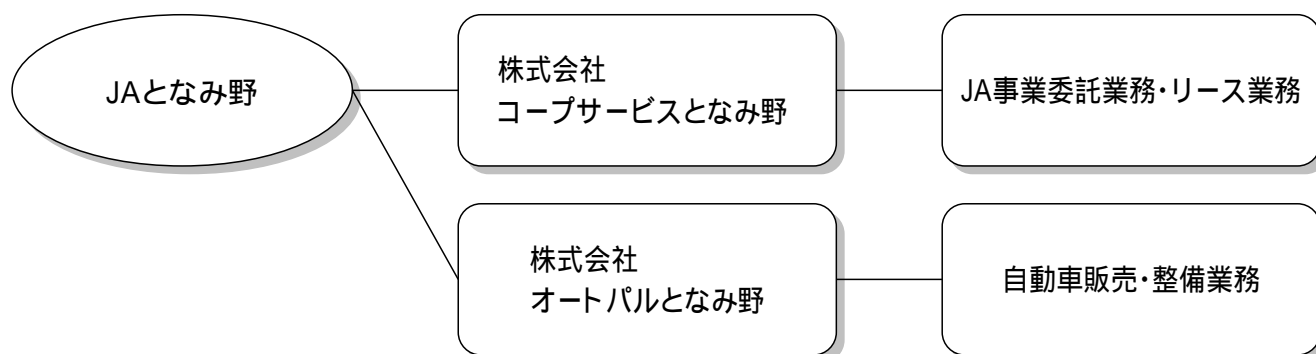 JAとなみ野
株式会社
コープサービスとなみ野
JA事業委託業務・リース業務
株式会社
オートパルとなみ野
自動車販売・整備業務